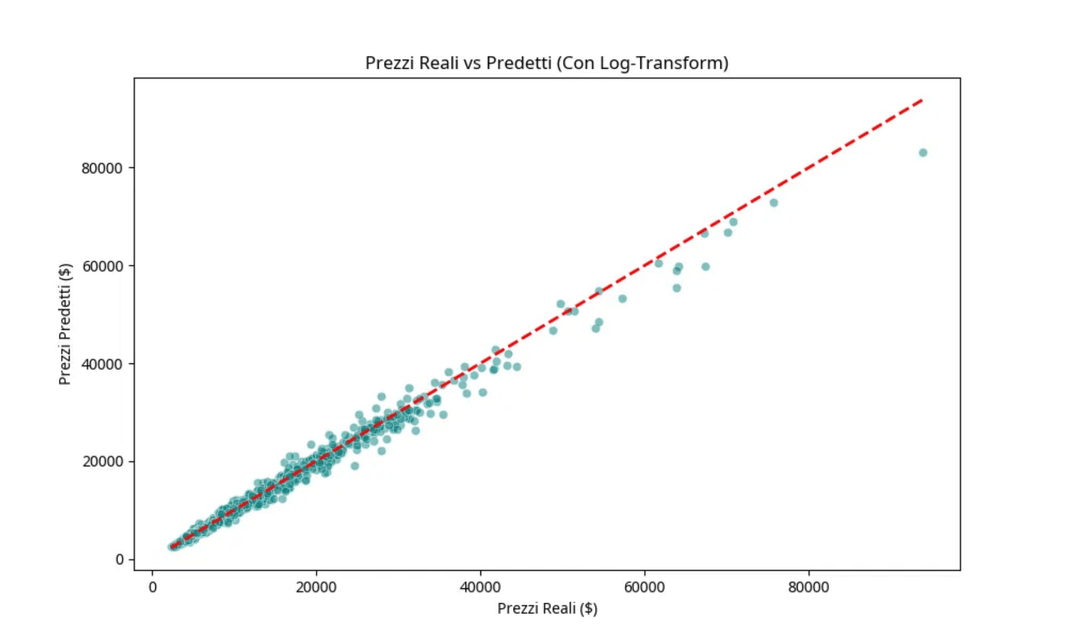 Prezzi Reali vs Predetti (Con Log-Transform)
Prezzi Predetti ($)
80000
60000
40000
20000
0
0 20000 40000 60000 80000
Prezzi Reali ($)